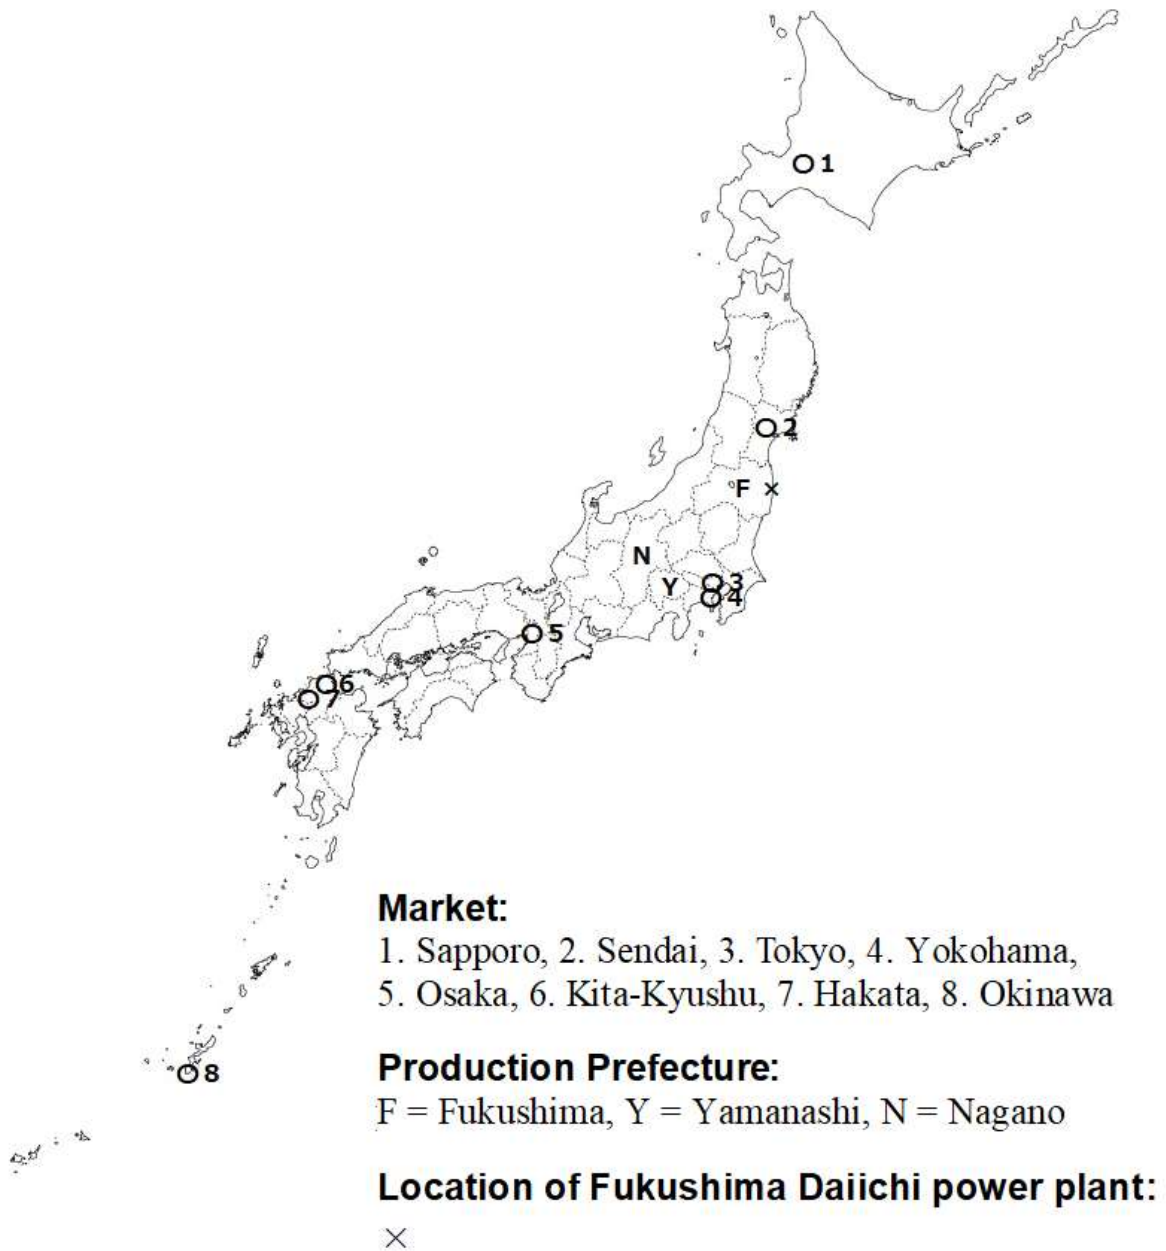 1
2
F ×
N
3
Y
4
5
6
7
8
Market:
1. Sapporo, 2. Sendai, 3. Tokyo, 4. Yokohama,
5. Osaka, 6. Kita-Kyushu, 7. Hakata, 8. Okinawa
Production Prefecture:
F = Fukushima, Y = Yamanashi, N = Nagano
Location of Fukushima Daiichi power plant:
×